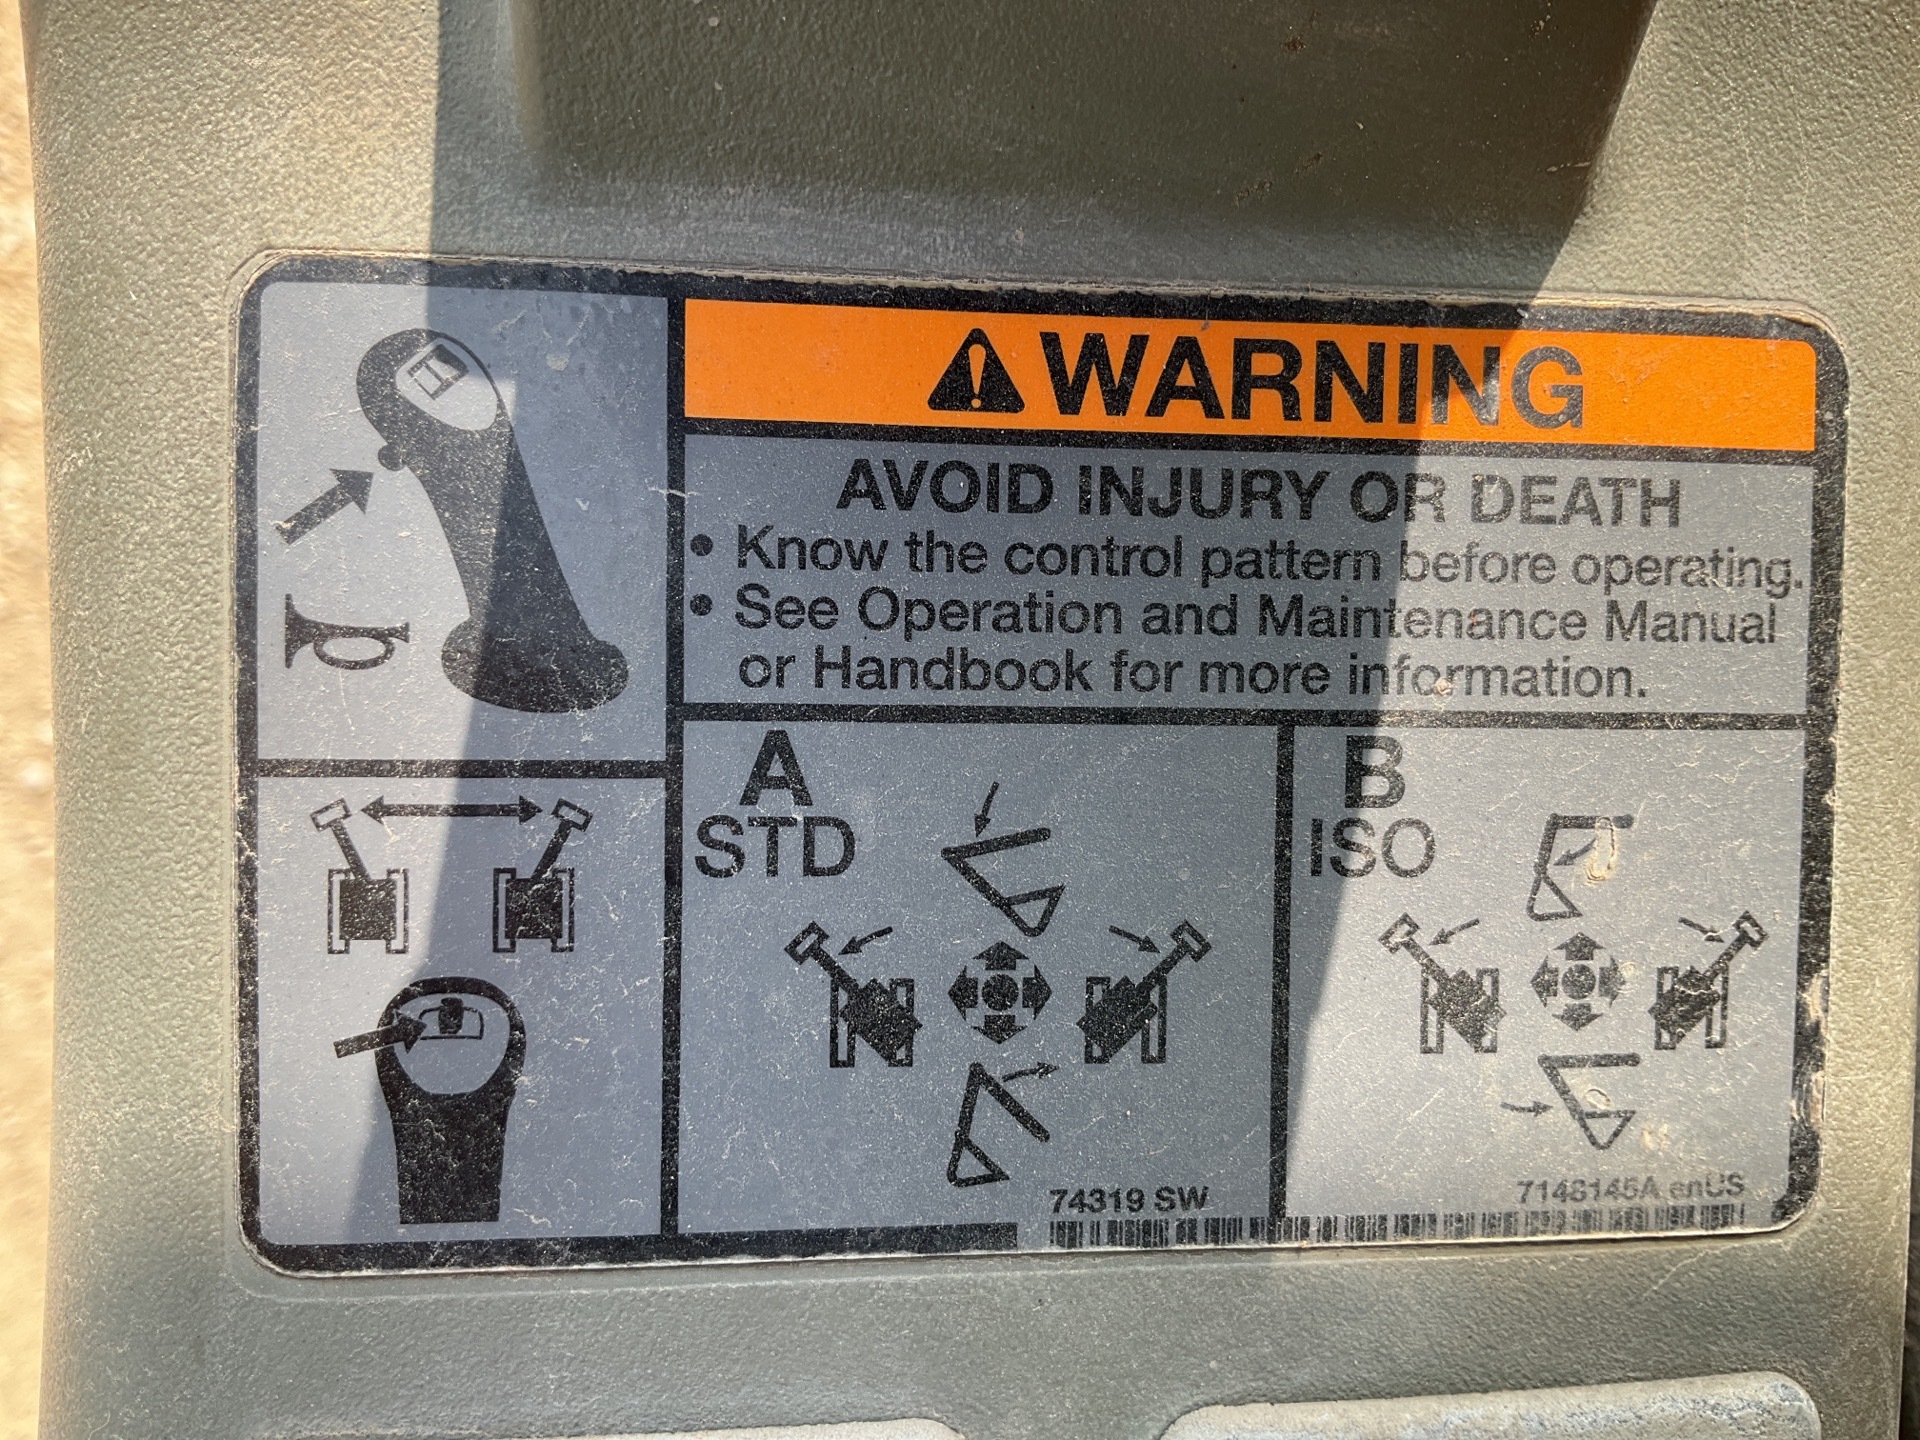 WARNING
AVOID INJURY OR DEATH
• Know the control pattern before operating.
• See Operation and Maintenance Manual
or Handbook for more information.
A
STD
B
ISO
74319 SW
7148145A enUS